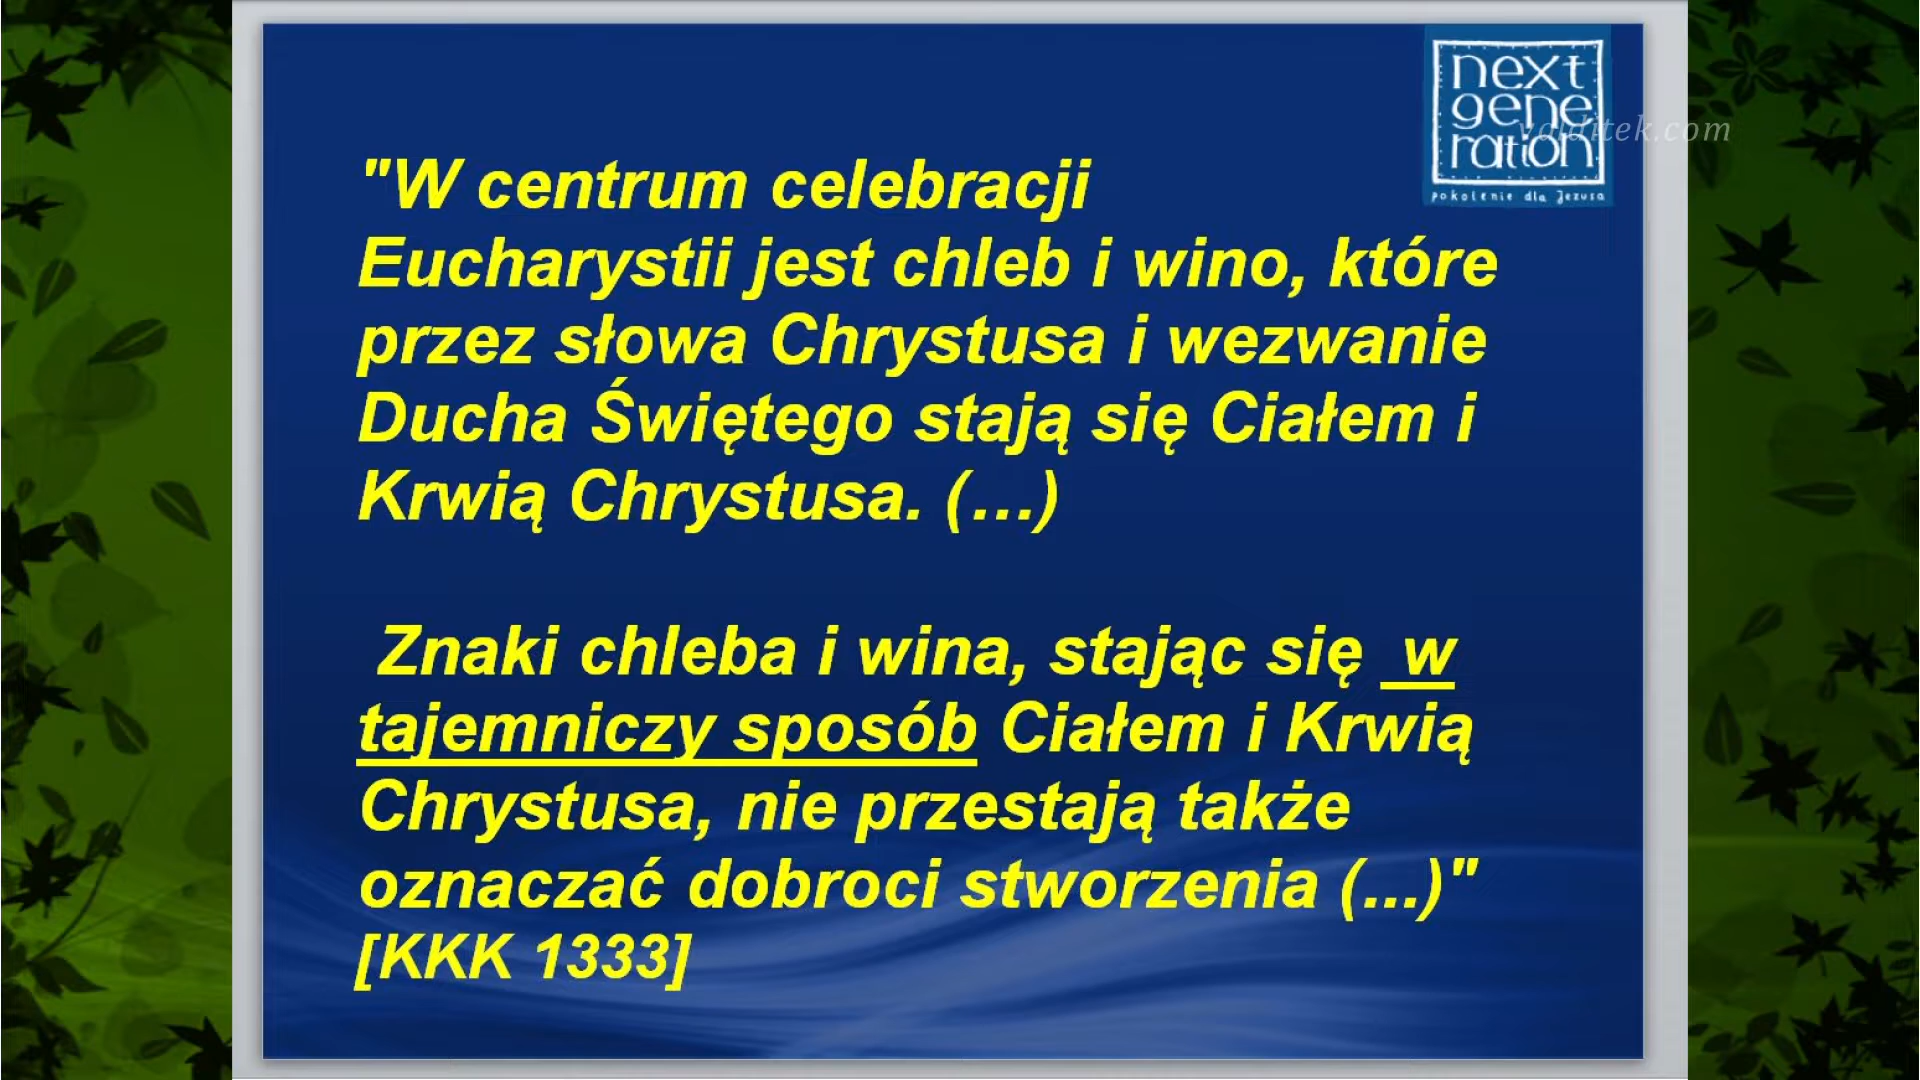 next
gene
ration
pokolenie dla Jezusa
valditek.com
"W centrum celebracji
Eucharystii jest chleb i wino, które
przez słowa Chrystusa i wezwanie
Ducha Świętego stają się Ciałem i
Krwią Chrystusa. (…)
Znaki chleba i wina, stając się w
tajemniczy sposób Ciałem i Krwią
Chrystusa, nie przestają także
oznaczać dobroci stworzenia (...)"
[KKK 1333]